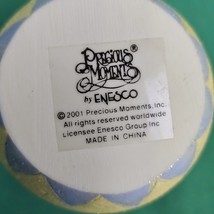 PRECIOUS
MOMENTS®
by ENESCO
©2001 Precious Moments, Inc.
All rights reserved worldwide
Licensee Enesco Group Inc
MADE IN CHINA